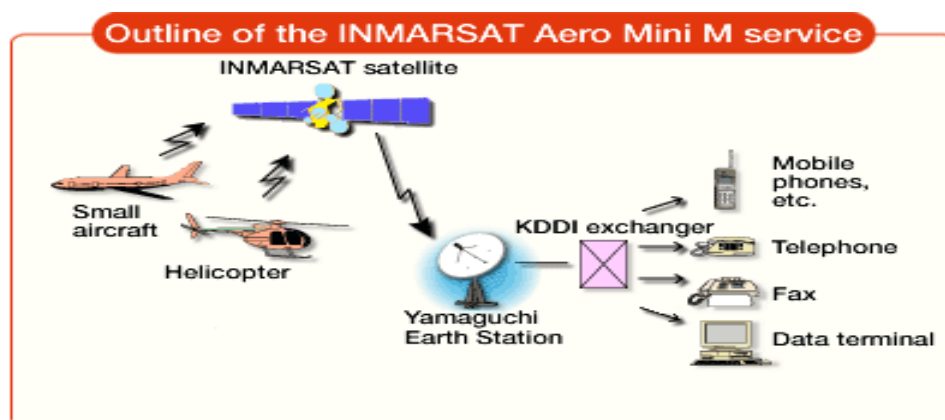 Outline of the INMARSAT Aero Mini M service
INMARSAT satellite
Small
aircraft
Helicopter
Yamaguchi
Earth Station
KDDI exchanger
Mobile
phones,
etc.
Telephone
Fax
Data terminal